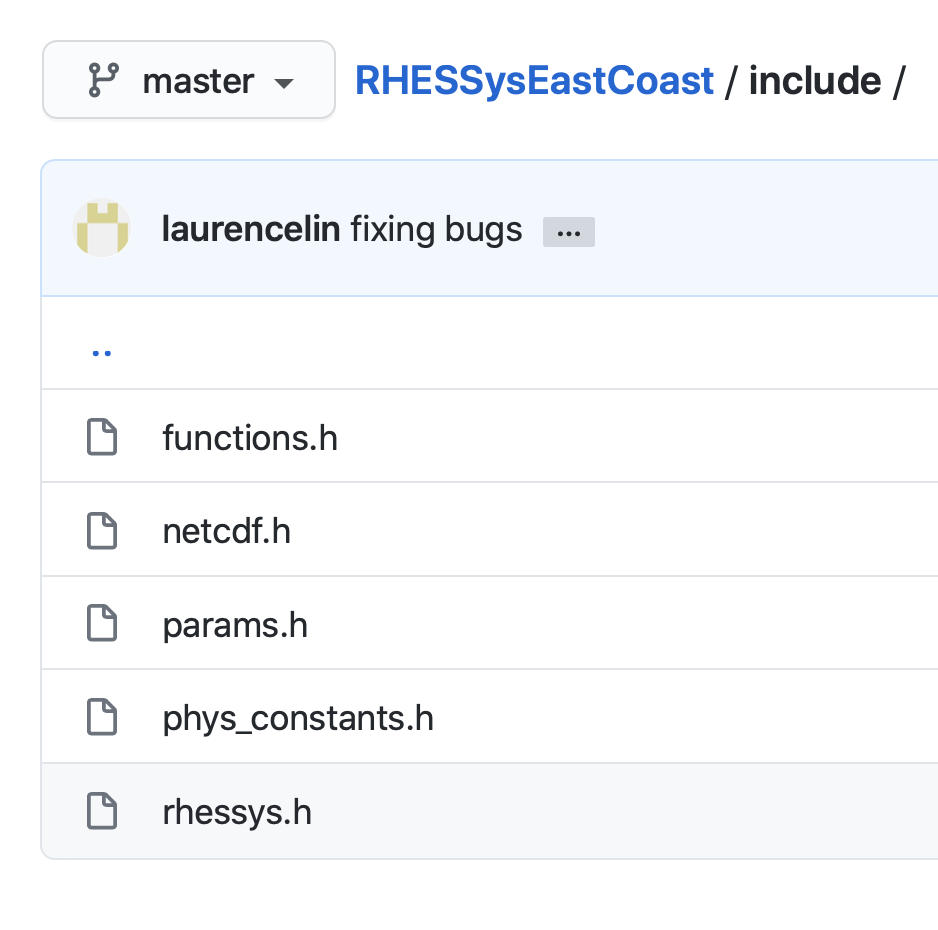 master RHESSysEastCoast / include /
laurencelin fixing bugs ...
..
functions.h
netcdf.h
params.h
phys_constants.h
rhessys.h